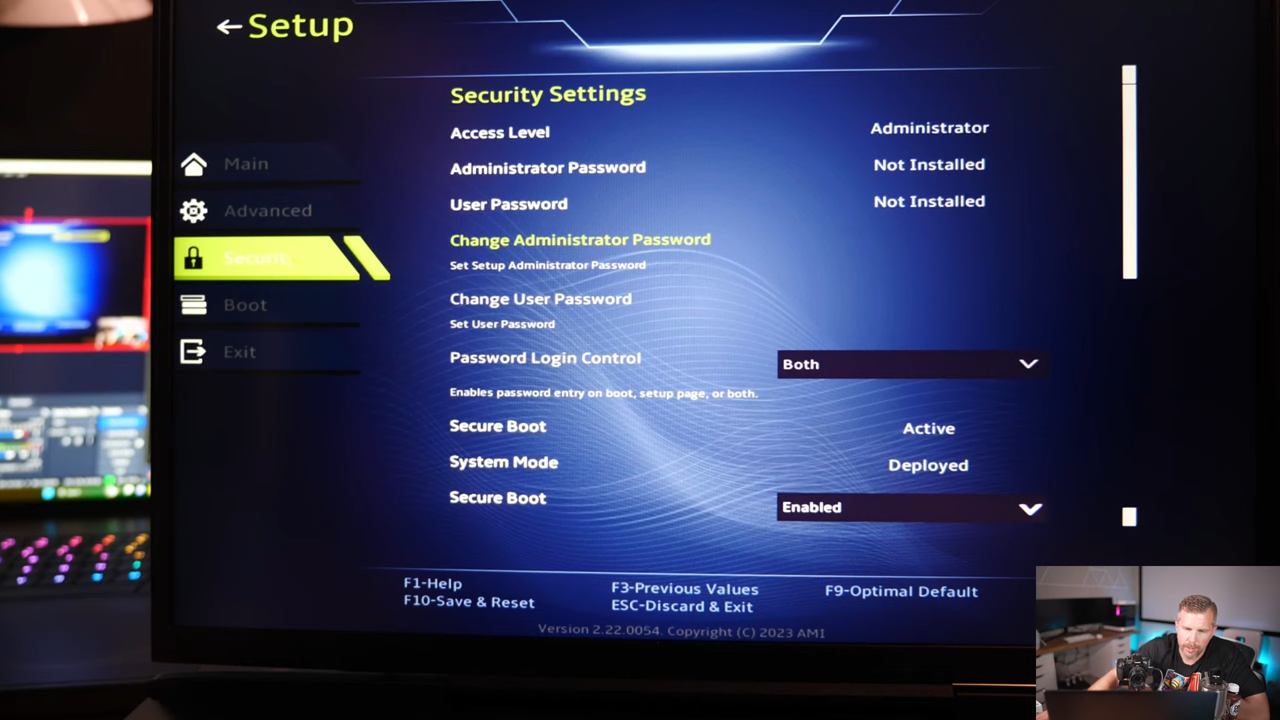 Setup
Security Settings
Access Level Administrator
Administrator Password Not Installed
User Password Not Installed
Change Administrator Password
Set Setup Administrator Password
Change User Password
Set User Password
Password Login Control Both
Enables password entry on boot, setup page, or both.
Secure Boot Active
System Mode Deployed
Secure Boot Enabled
Main
Advanced
Security
Boot
Exit
F1-Help F3-Previous Values F9-Optimal Default
F10-Save & Reset ESC-Discard & Exit
Version 2.22.0054. Copyright (C) 2023 AMI